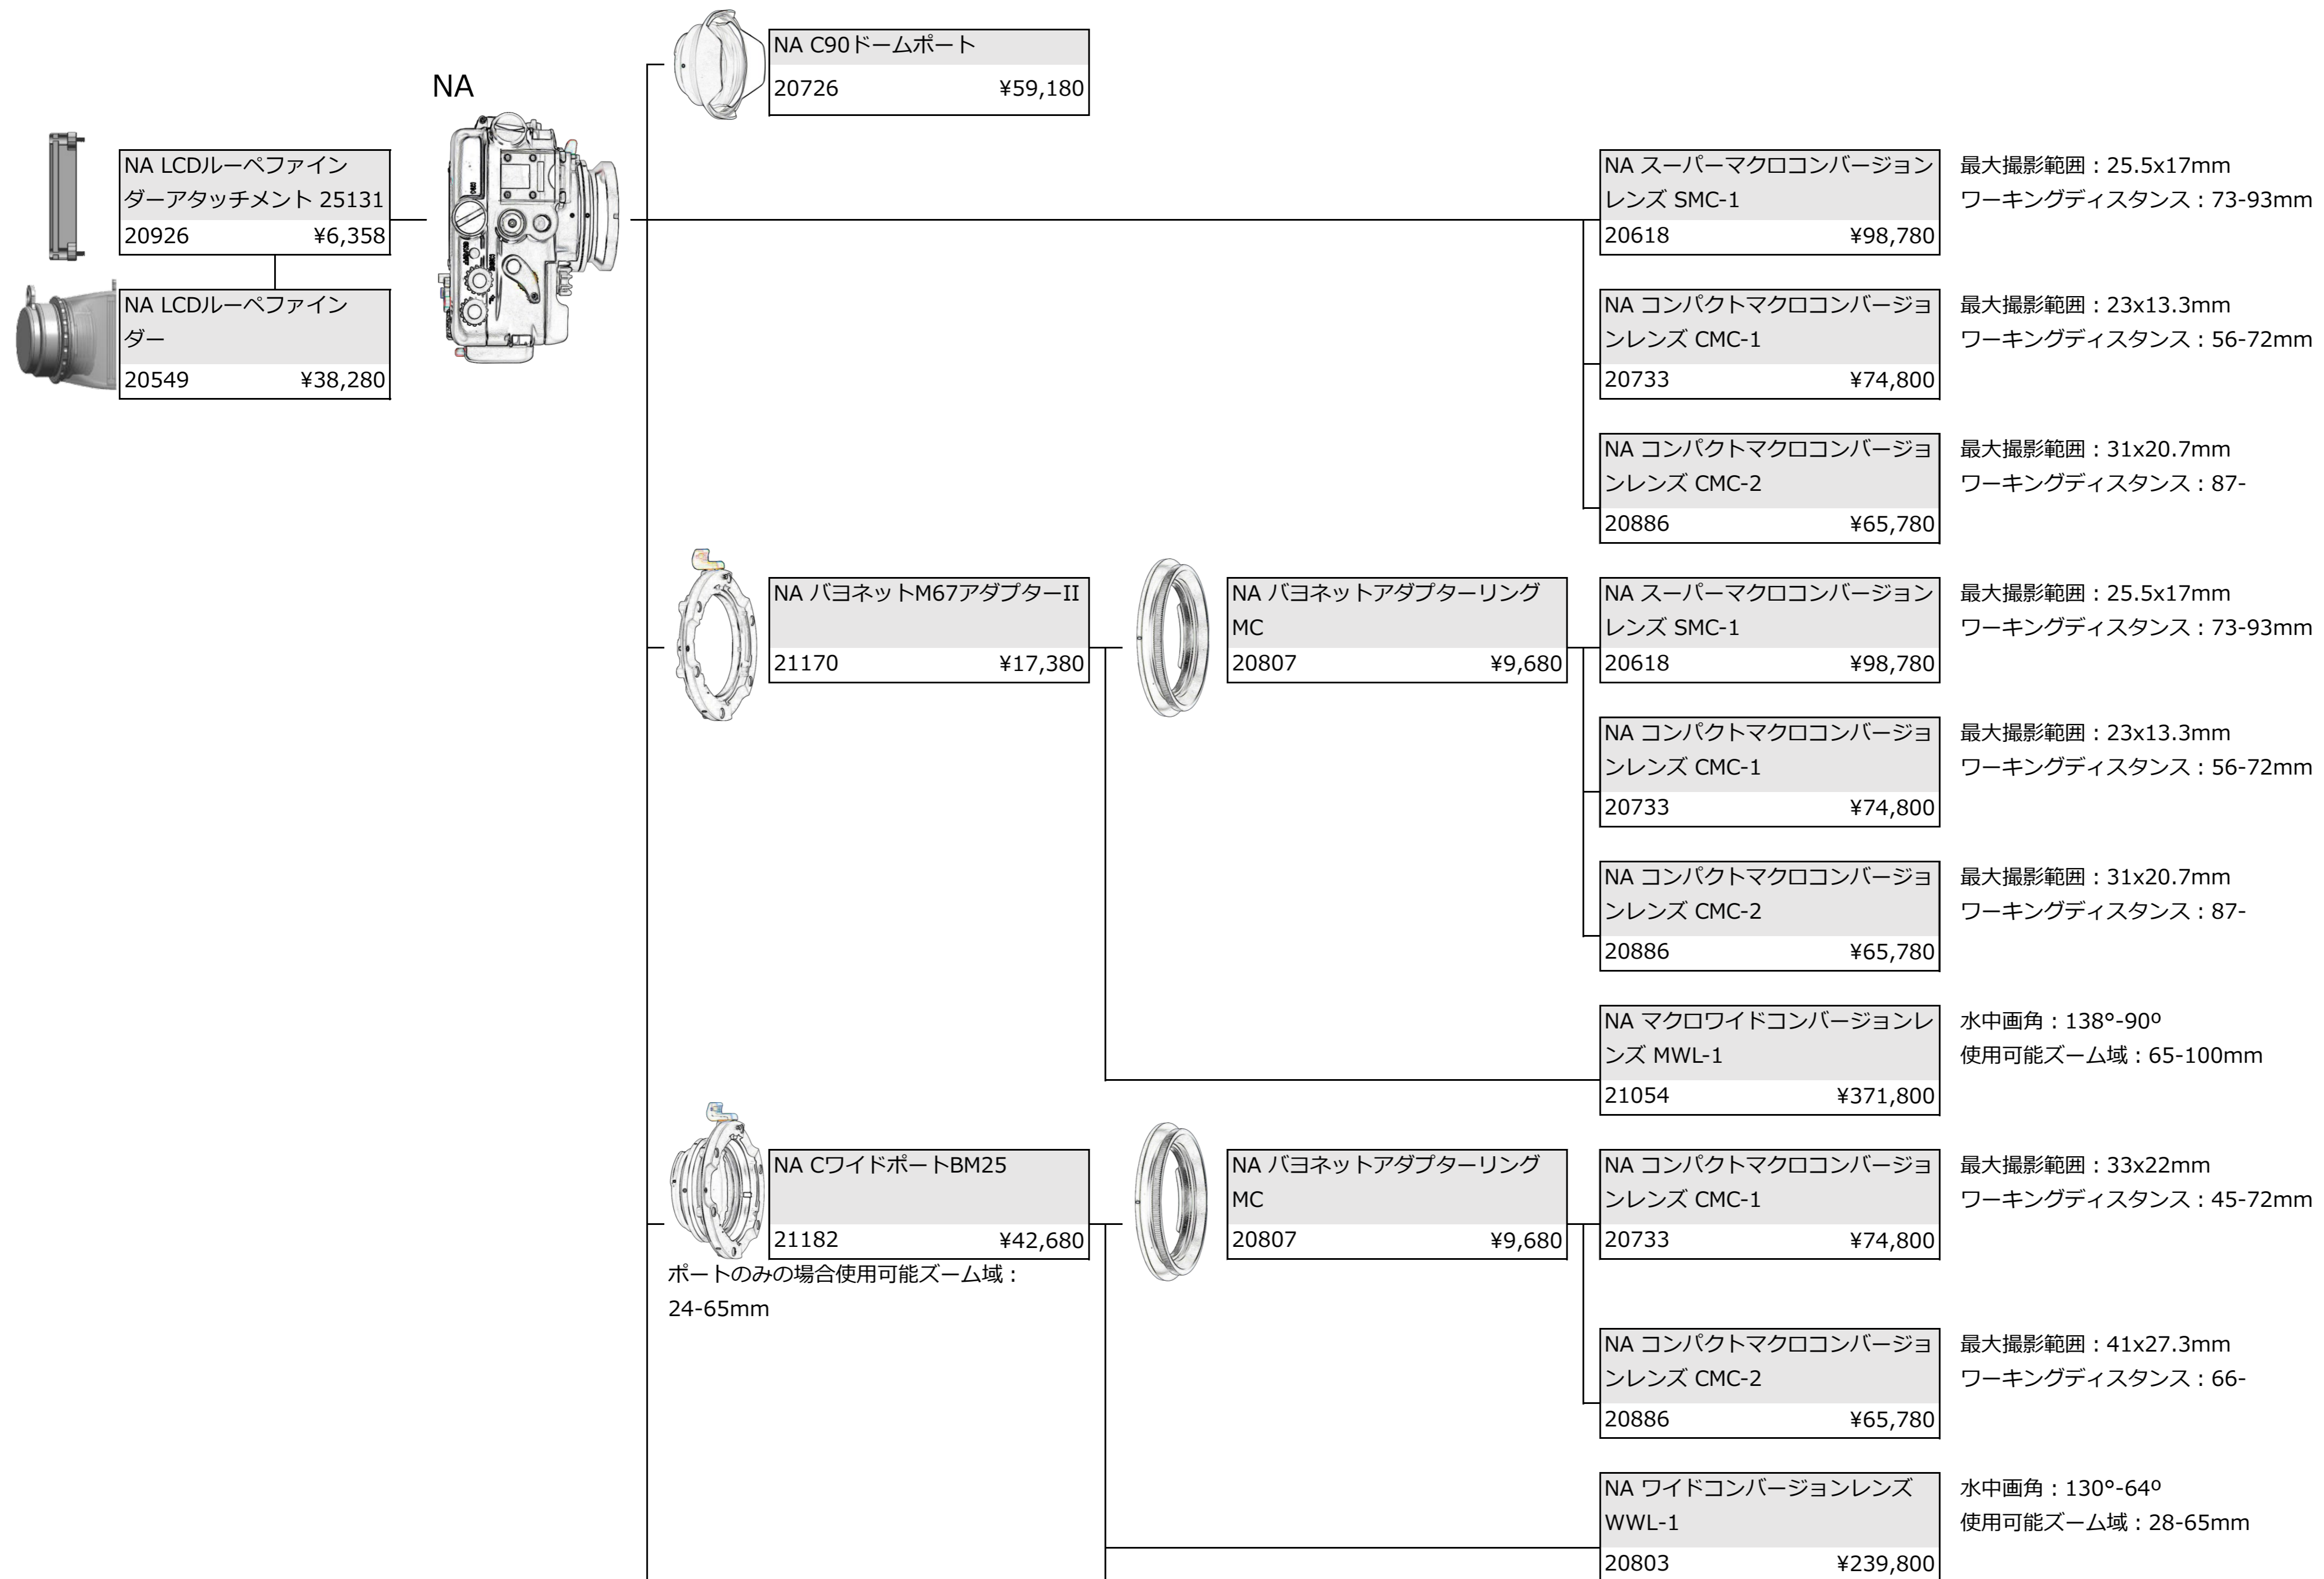 NA
NA LCDルーペファイン
ダーアタッチメント 25131
20926 ¥6,358
NA LCDルーペファイン
ダー
20549 ¥38,280
NA C90ドームポート
20726 ¥59,180
NA スーパーマクロコンバージョン
レンズ SMC-1
20618 ¥98,780
最大撮影範囲：25.5x17mm
ワーキングディスタンス：73-93mm
NA コンパクトマクロコンバージョ
ンレンズ CMC-1
20733 ¥74,800
最大撮影範囲：23x13.3mm
ワーキングディスタンス：56-72mm
NA コンパクトマクロコンバージョ
ンレンズ CMC-2
20886 ¥65,780
最大撮影範囲：31x20.7mm
ワーキングディスタンス：87-
NA バヨネットM67アダプターII
21170 ¥17,380
NA バヨネットアダプターリング
MC
20807 ¥9,680
NA スーパーマクロコンバージョン
レンズ SMC-1
20618 ¥98,780
最大撮影範囲：25.5x17mm
ワーキングディスタンス：73-93mm
NA コンパクトマクロコンバージョ
ンレンズ CMC-1
20733 ¥74,800
最大撮影範囲：23x13.3mm
ワーキングディスタンス：56-72mm
NA コンパクトマクロコンバージョ
ンレンズ CMC-2
20886 ¥65,780
最大撮影範囲：31x20.7mm
ワーキングディスタンス：87-
NA マクロワイドコンバージョンレ
ンズ MWL-1
21054 ¥371,800
水中画角：138°-90º
使用可能ズーム域：65-100mm
NA CワイドポートBM25
21182 ¥42,680
ポートのみの場合使用可能ズーム域：
24-65mm
NA バヨネットアダプターリング
MC
20807 ¥9,680
NA コンパクトマクロコンバージョ
ンレンズ CMC-1
20733 ¥74,800
最大撮影範囲：33x22mm
ワーキングディスタンス：45-72mm
NA コンパクトマクロコンバージョ
ンレンズ CMC-2
20886 ¥65,780
最大撮影範囲：41x27.3mm
ワーキングディスタンス：66-
NA ワイドコンバージョンレンズ
WWL-1
20803 ¥239,800
水中画角：130°-64º
使用可能ズーム域：28-65mm